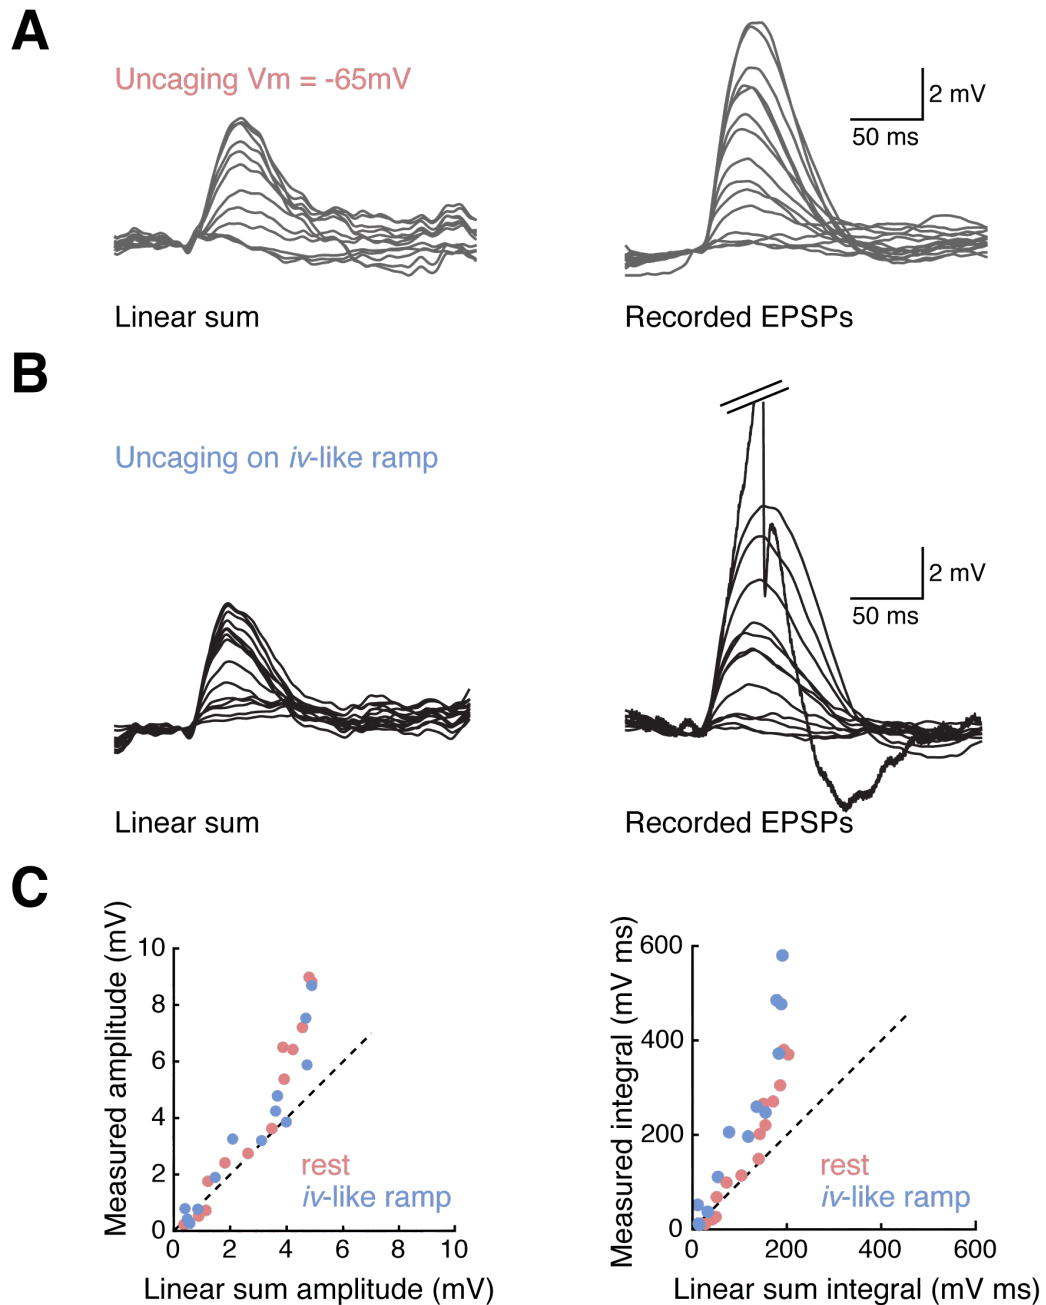 A
Uncaging Vm = -65mV
2 mV
50 ms
Linear sum
Recorded EPSPs
B
Uncaging on iv-like ramp
2 mV
50 ms
Linear sum
Recorded EPSPs
C
Measured amplitude (mV)
10
8
6
4
2
0
0 2 4 6 8 10
Linear sum amplitude (mV)
rest
iv-like ramp
Measured integral (mV ms)
600
400
200
0
0 200 400 600
Linear sum integral (mV ms)
rest
iv-like ramp